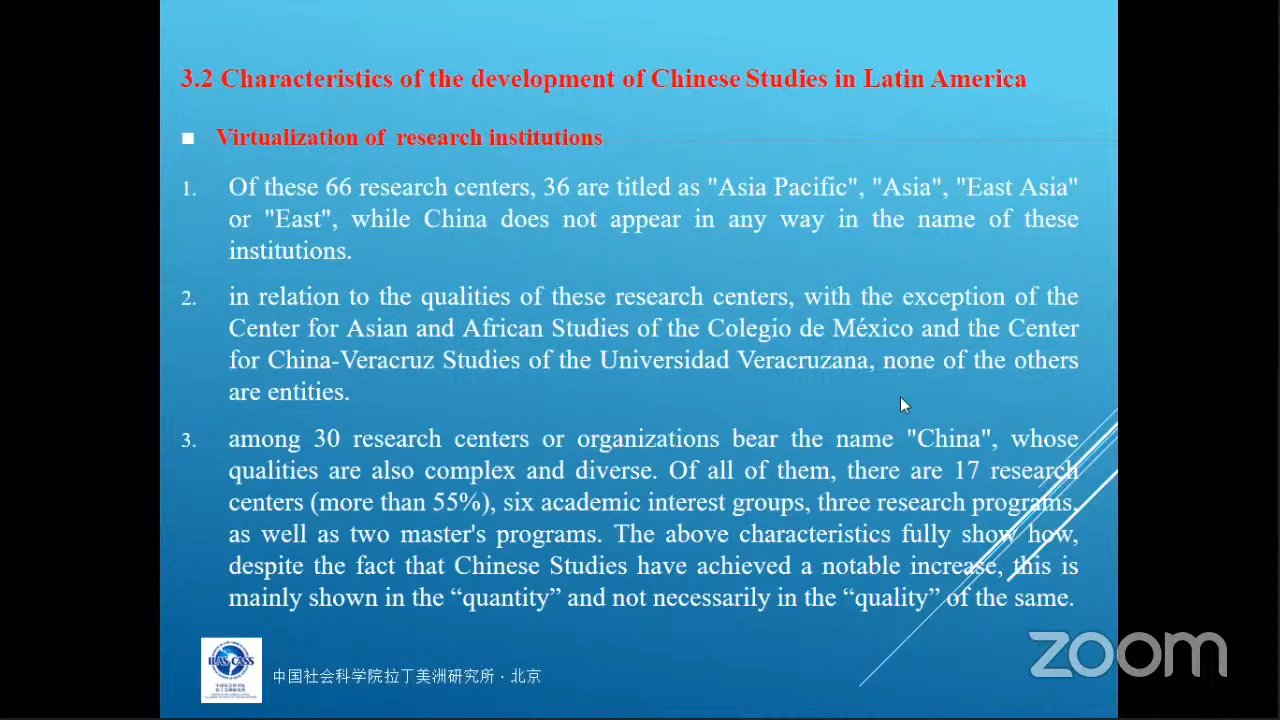 3.2 Characteristics of the development of Chinese Studies in Latin America
Virtualization of research institutions
1. Of these 66 research centers, 36 are titled as "Asia Pacific", "Asia", "East Asia"
or "East", while China does not appear in any way in the name of these
institutions.
2. in relation to the qualities of these research centers, with the exception of the
Center for Asian and African Studies of the Colegio de México and the Center
for China-Veracruz Studies of the Universidad Veracruzana, none of the others
are entities.
3. among 30 research centers or organizations bear the name "China", whose
qualities are also complex and diverse. Of all of them, there are 17 research
centers (more than 55%), six academic interest groups, three research programs,
as well as two master's programs. The above characteristics fully show how,
despite the fact that Chinese Studies have achieved a notable increase, this is
mainly shown in the “quantity” and not necessarily in the “quality” of the same.
ILAS CASS
中国社会科学院拉丁美洲研究所·北京
zoom